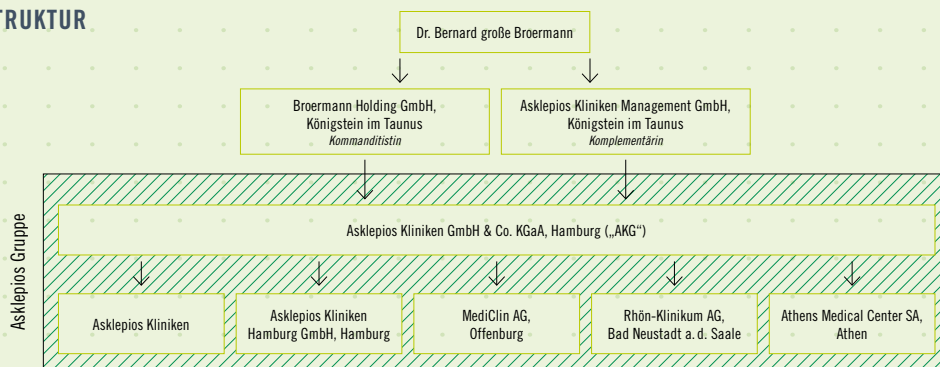 TRUKTUR
Dr. Bernard große Broermann
Broermann Holding GmbH,
Königstein im Taunus
Kommanditistin
Asklepios Kliniken Management GmbH,
Königstein im Taunus
Komplementärin
Asklepios Gruppe
Asklepios Kliniken GmbH & Co. KGaA, Hamburg („AKG“)
Asklepios Kliniken
Asklepios Kliniken
Hamburg GmbH, Hamburg
MediClin AG,
Offenburg
Rhön-Klinikum AG,
Bad Neustadt a. d. Saale
Athens Medical Center SA,
Athen